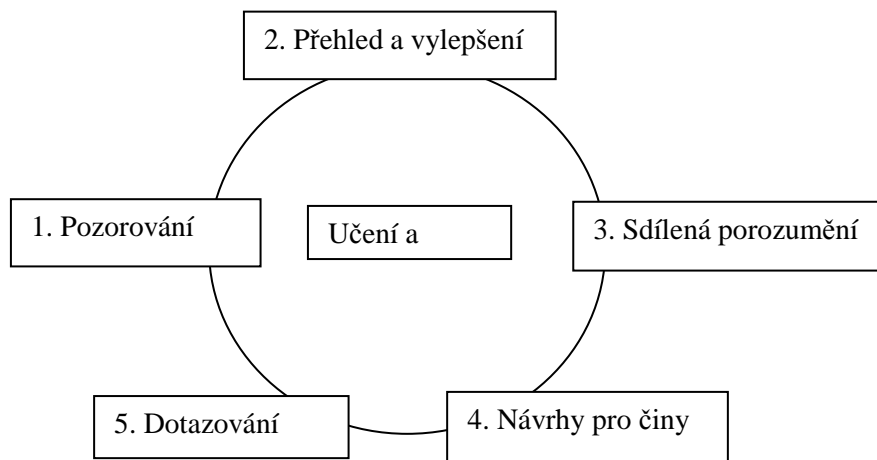 2. Přehled a vylepšení
1. Pozorování
Učení a
3. Sdílená porozumění
5. Dotazování
4. Návrhy pro činy